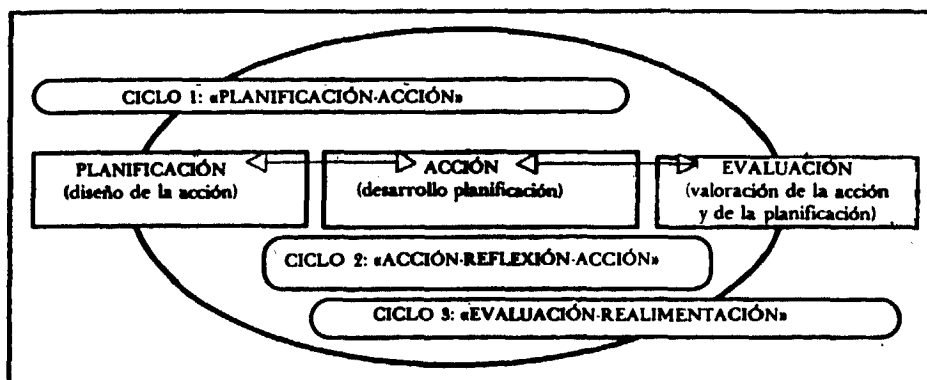 CICLO 1: «PLANIFICACIÓN-ACCIÓN»
PLANIFICACIÓN
(diseño de la acción)
ACCIÓN
(desarrollo planificación)
EVALUACIÓN
(valoración de la acción
y de la planificación)
CICLO 2: «ACCIÓN-REFLEXIÓN-ACCIÓN»
CICLO 3: «EVALUACIÓN-REALIMENTACIÓN»